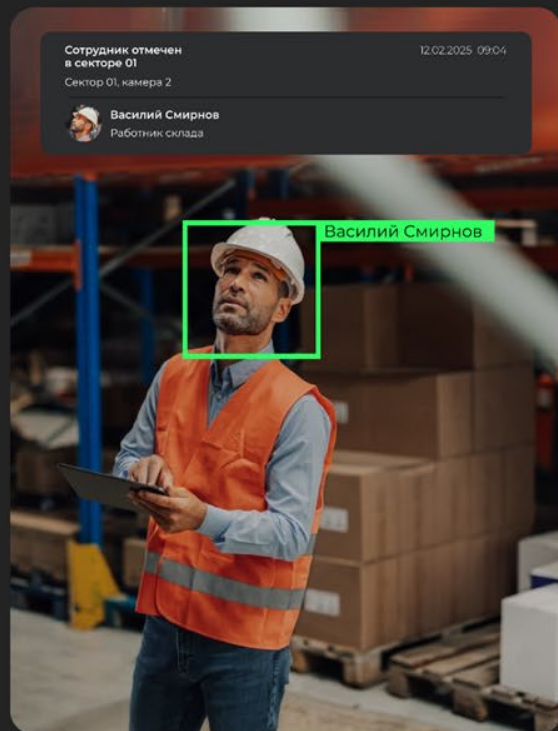 Сотрудник отмечен
в секторе 01
12.02.2025 09:04
Сектор 01, камера 2
Василий Смирнов
Работник склада
Василий Смирнов